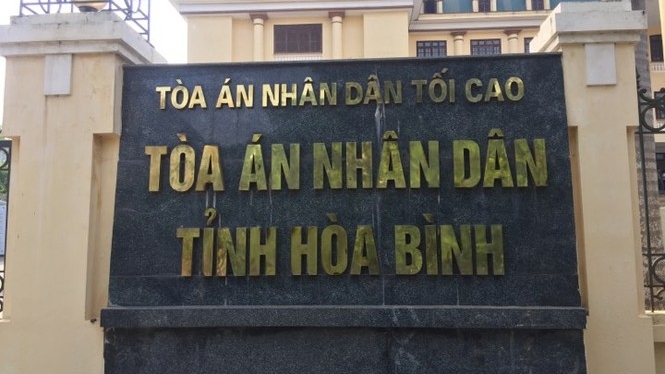 TÒA ÁN NHÂN DÂN TỐI CAO
TÒA ÁN NHÂN DÂN
TỈNH HÒA BÌNH